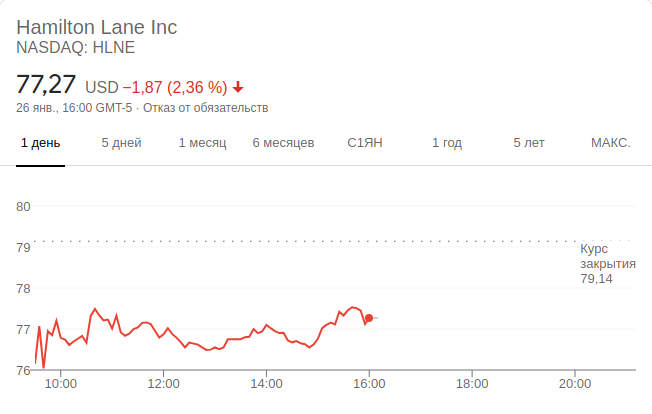 Hamilton Lane Inc
NASDAQ: HLNE
77,27 USD −1,87 (2,36 %)
26 янв., 16:00 GMT-5 · Отказ от обязательств
1 день 5 дней 1 месяц 6 месяцев С1ЯН 1 год 5 лет МАКС.
80
79
78
77
76
Курс
закрытия
79,14
10:00 12:00 14:00 16:00 18:00 20:00